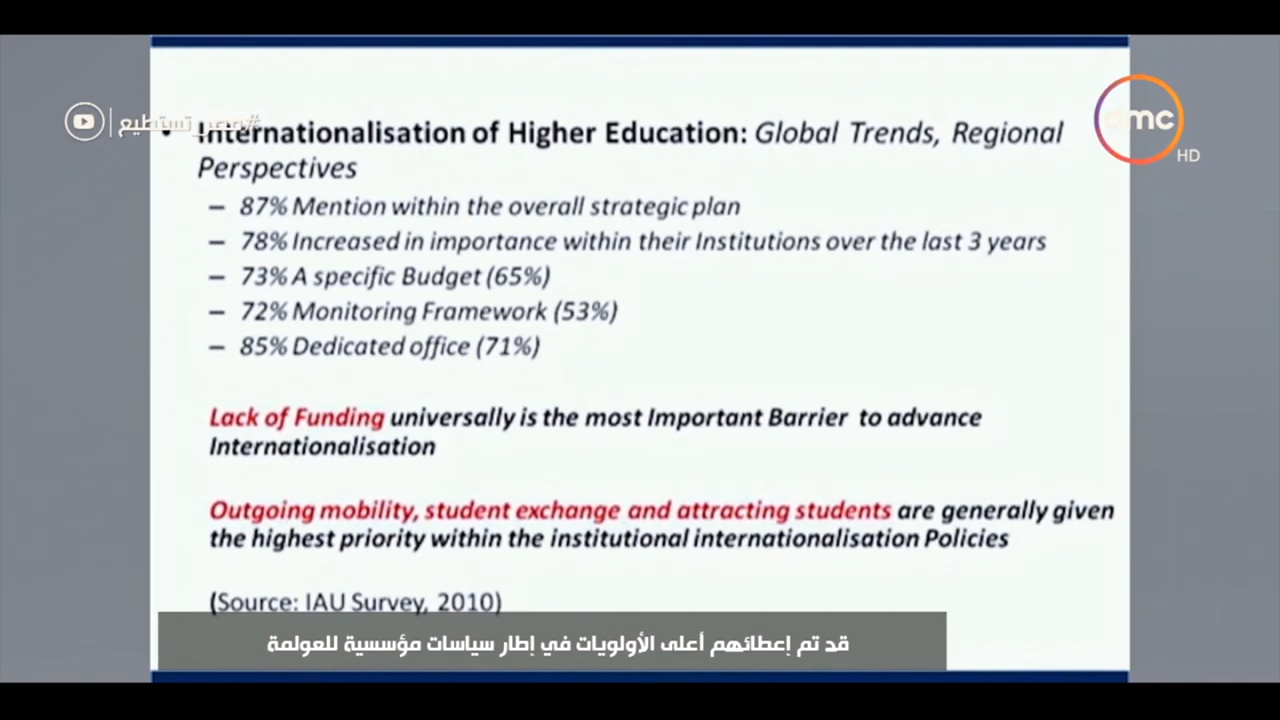 #مصر_تستطيع
dmc
HD
• Internationalisation of Higher Education: Global Trends, Regional
Perspectives
– 87% Mention within the overall strategic plan
– 78% Increased in importance within their Institutions over the last 3 years
– 73% A specific Budget (65%)
– 72% Monitoring Framework (53%)
– 85% Dedicated office (71%)
Lack of Funding universally is the most Important Barrier to advance
Internationalisation
Outgoing mobility, student exchange and attracting students are generally given
the highest priority within the institutional internationalisation Policies
(Source: IAU Survey, 2010)
قد تم إعطائهم أعلى الأولويات في إطار سياسات مؤسسية للعولمة